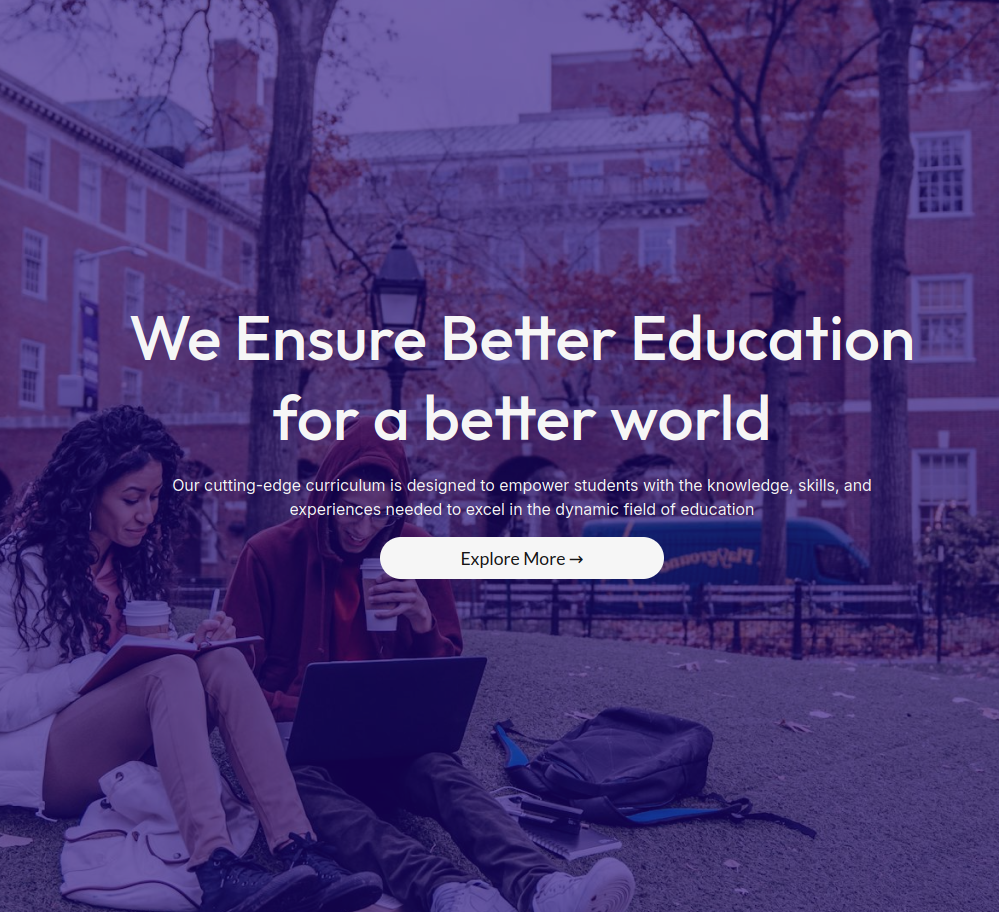 We Ensure Better Education
for a better world
Our cutting-edge curriculum is designed to empower students with the knowledge, skills, and
experiences needed to excel in the dynamic field of education
Explore More →